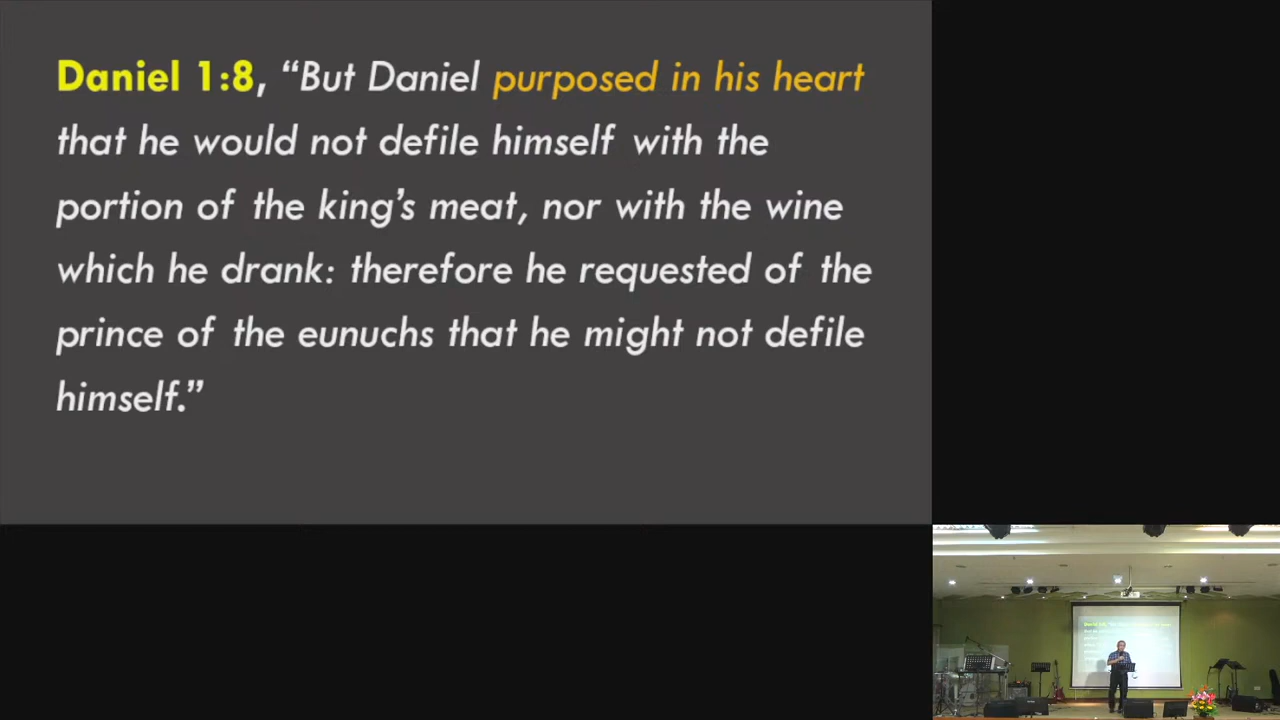 Daniel 1:8, “But Daniel purposed in his heart
that he would not defile himself with the
portion of the king’s meat, nor with the wine
which he drank: therefore he requested of the
prince of the eunuchs that he might not defile
himself.”